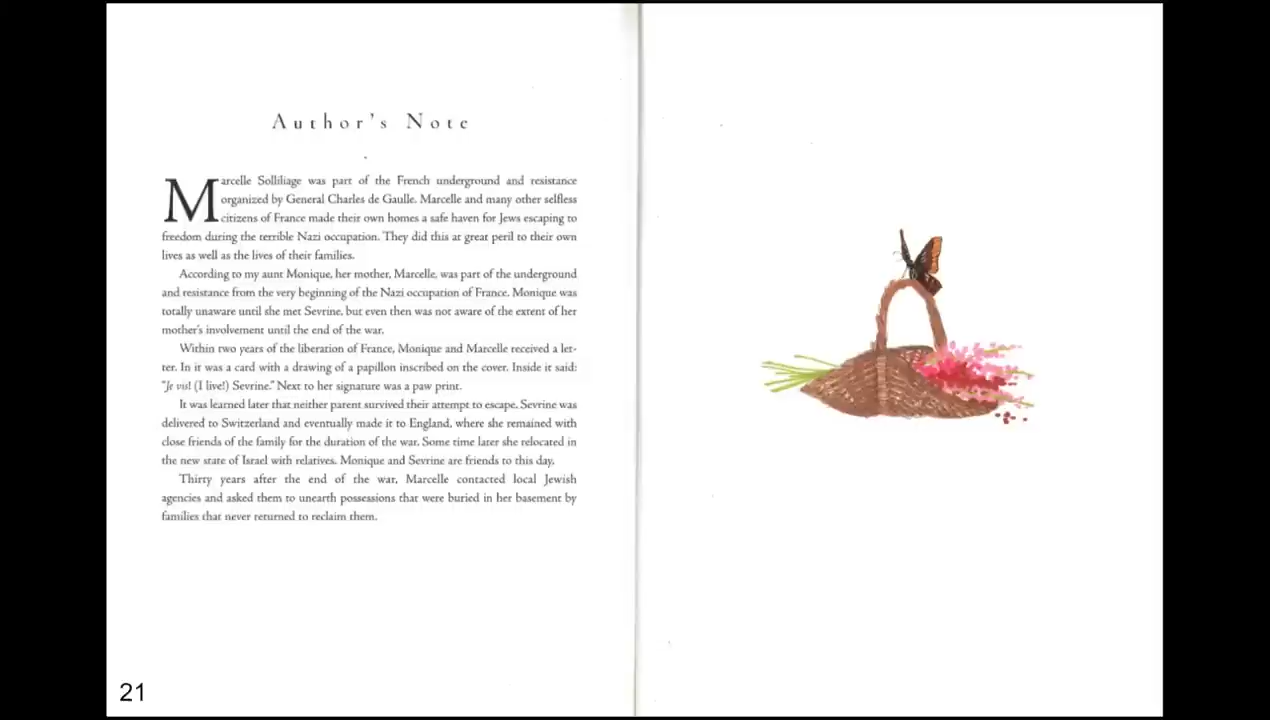 Author's Note
Marcelle Solliliage was part of the French underground and resistance
organized by General Charles de Gaulle. Marcelle and many other selfless
citizens of France made their own homes a safe haven for Jews escaping to
freedom during the terrible Nazi occupation. They did this at great peril to their own
lives as well as the lives of their families.
According to my aunt Monique, her mother, Marcelle, was part of the underground
and resistance from the very beginning of the Nazi occupation of France. Monique was
totally unaware until she met Sevrine, but even then was not aware of the extent of her
mother's involvement until the end of the war.
Within two years of the liberation of France, Monique and Marcelle received a let-
ter. In it was a card with a drawing of a papillon inscribed on the cover. Inside it said:
"Je vis! (I live!) Sevrine." Next to her signature was a paw print.
It was learned later that neither parent survived their attempt to escape. Sevrine was
delivered to Switzerland and eventually made it to England, where she remained with
close friends of the family for the duration of the war. Some time later she relocated in
the new state of Israel with relatives. Monique and Sevrine are friends to this day.
Thirty years after the end of the war, Marcelle contacted local Jewish
agencies and asked them to unearth possessions that were buried in her basement by
families that never returned to reclaim them.
21